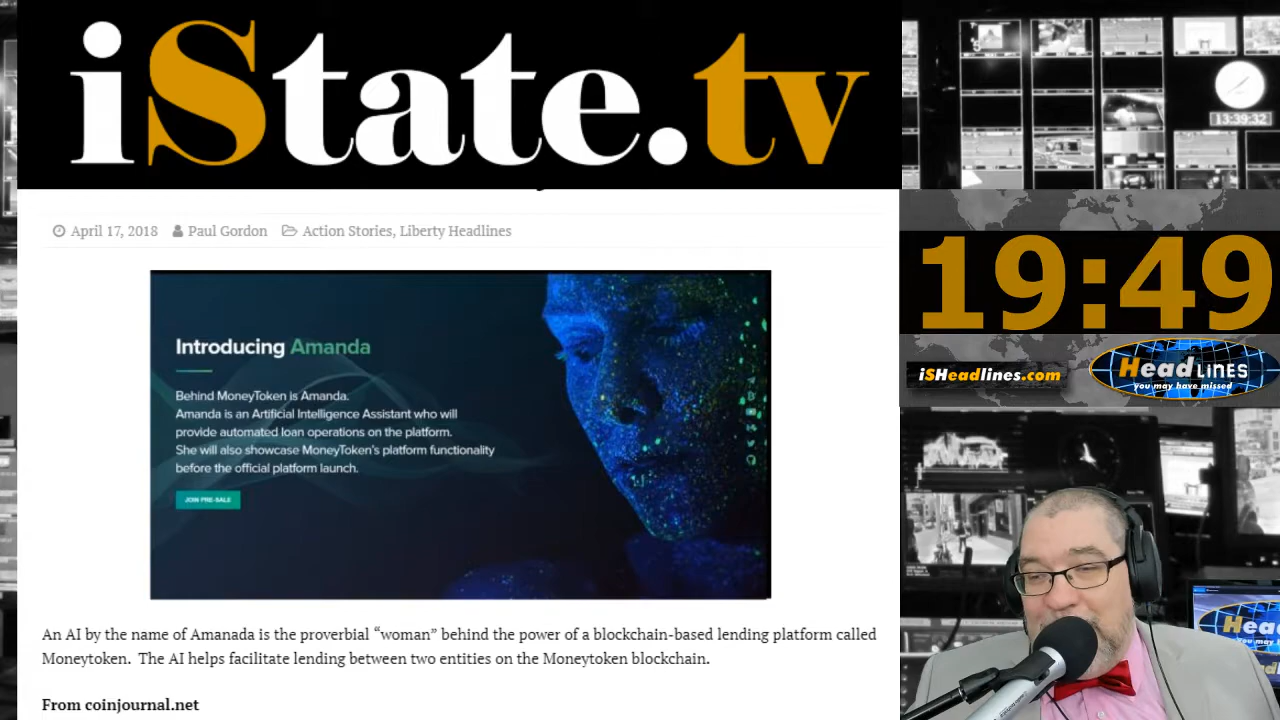 iState.tv
13:39:32
April 17, 2018 Paul Gordon Action Stories, Liberty Headlines
19:49
iSHeadlines.com
HeadLINES
you may have missed
Introducing Amanda
Behind MoneyToken is Amanda.
Amanda is an Artificial Intelligence Assistant who will
provide automated loan operations on the platform.
She will also showcase MoneyToken's platform functionality
before the official platform launch.
JOIN PRE-SALE
An AI by the name of Amanada is the proverbial “woman” behind the power of a blockchain-based lending platform called
Moneytoken. The AI helps facilitate lending between two entities on the Moneytoken blockchain.
From coinjournal.net